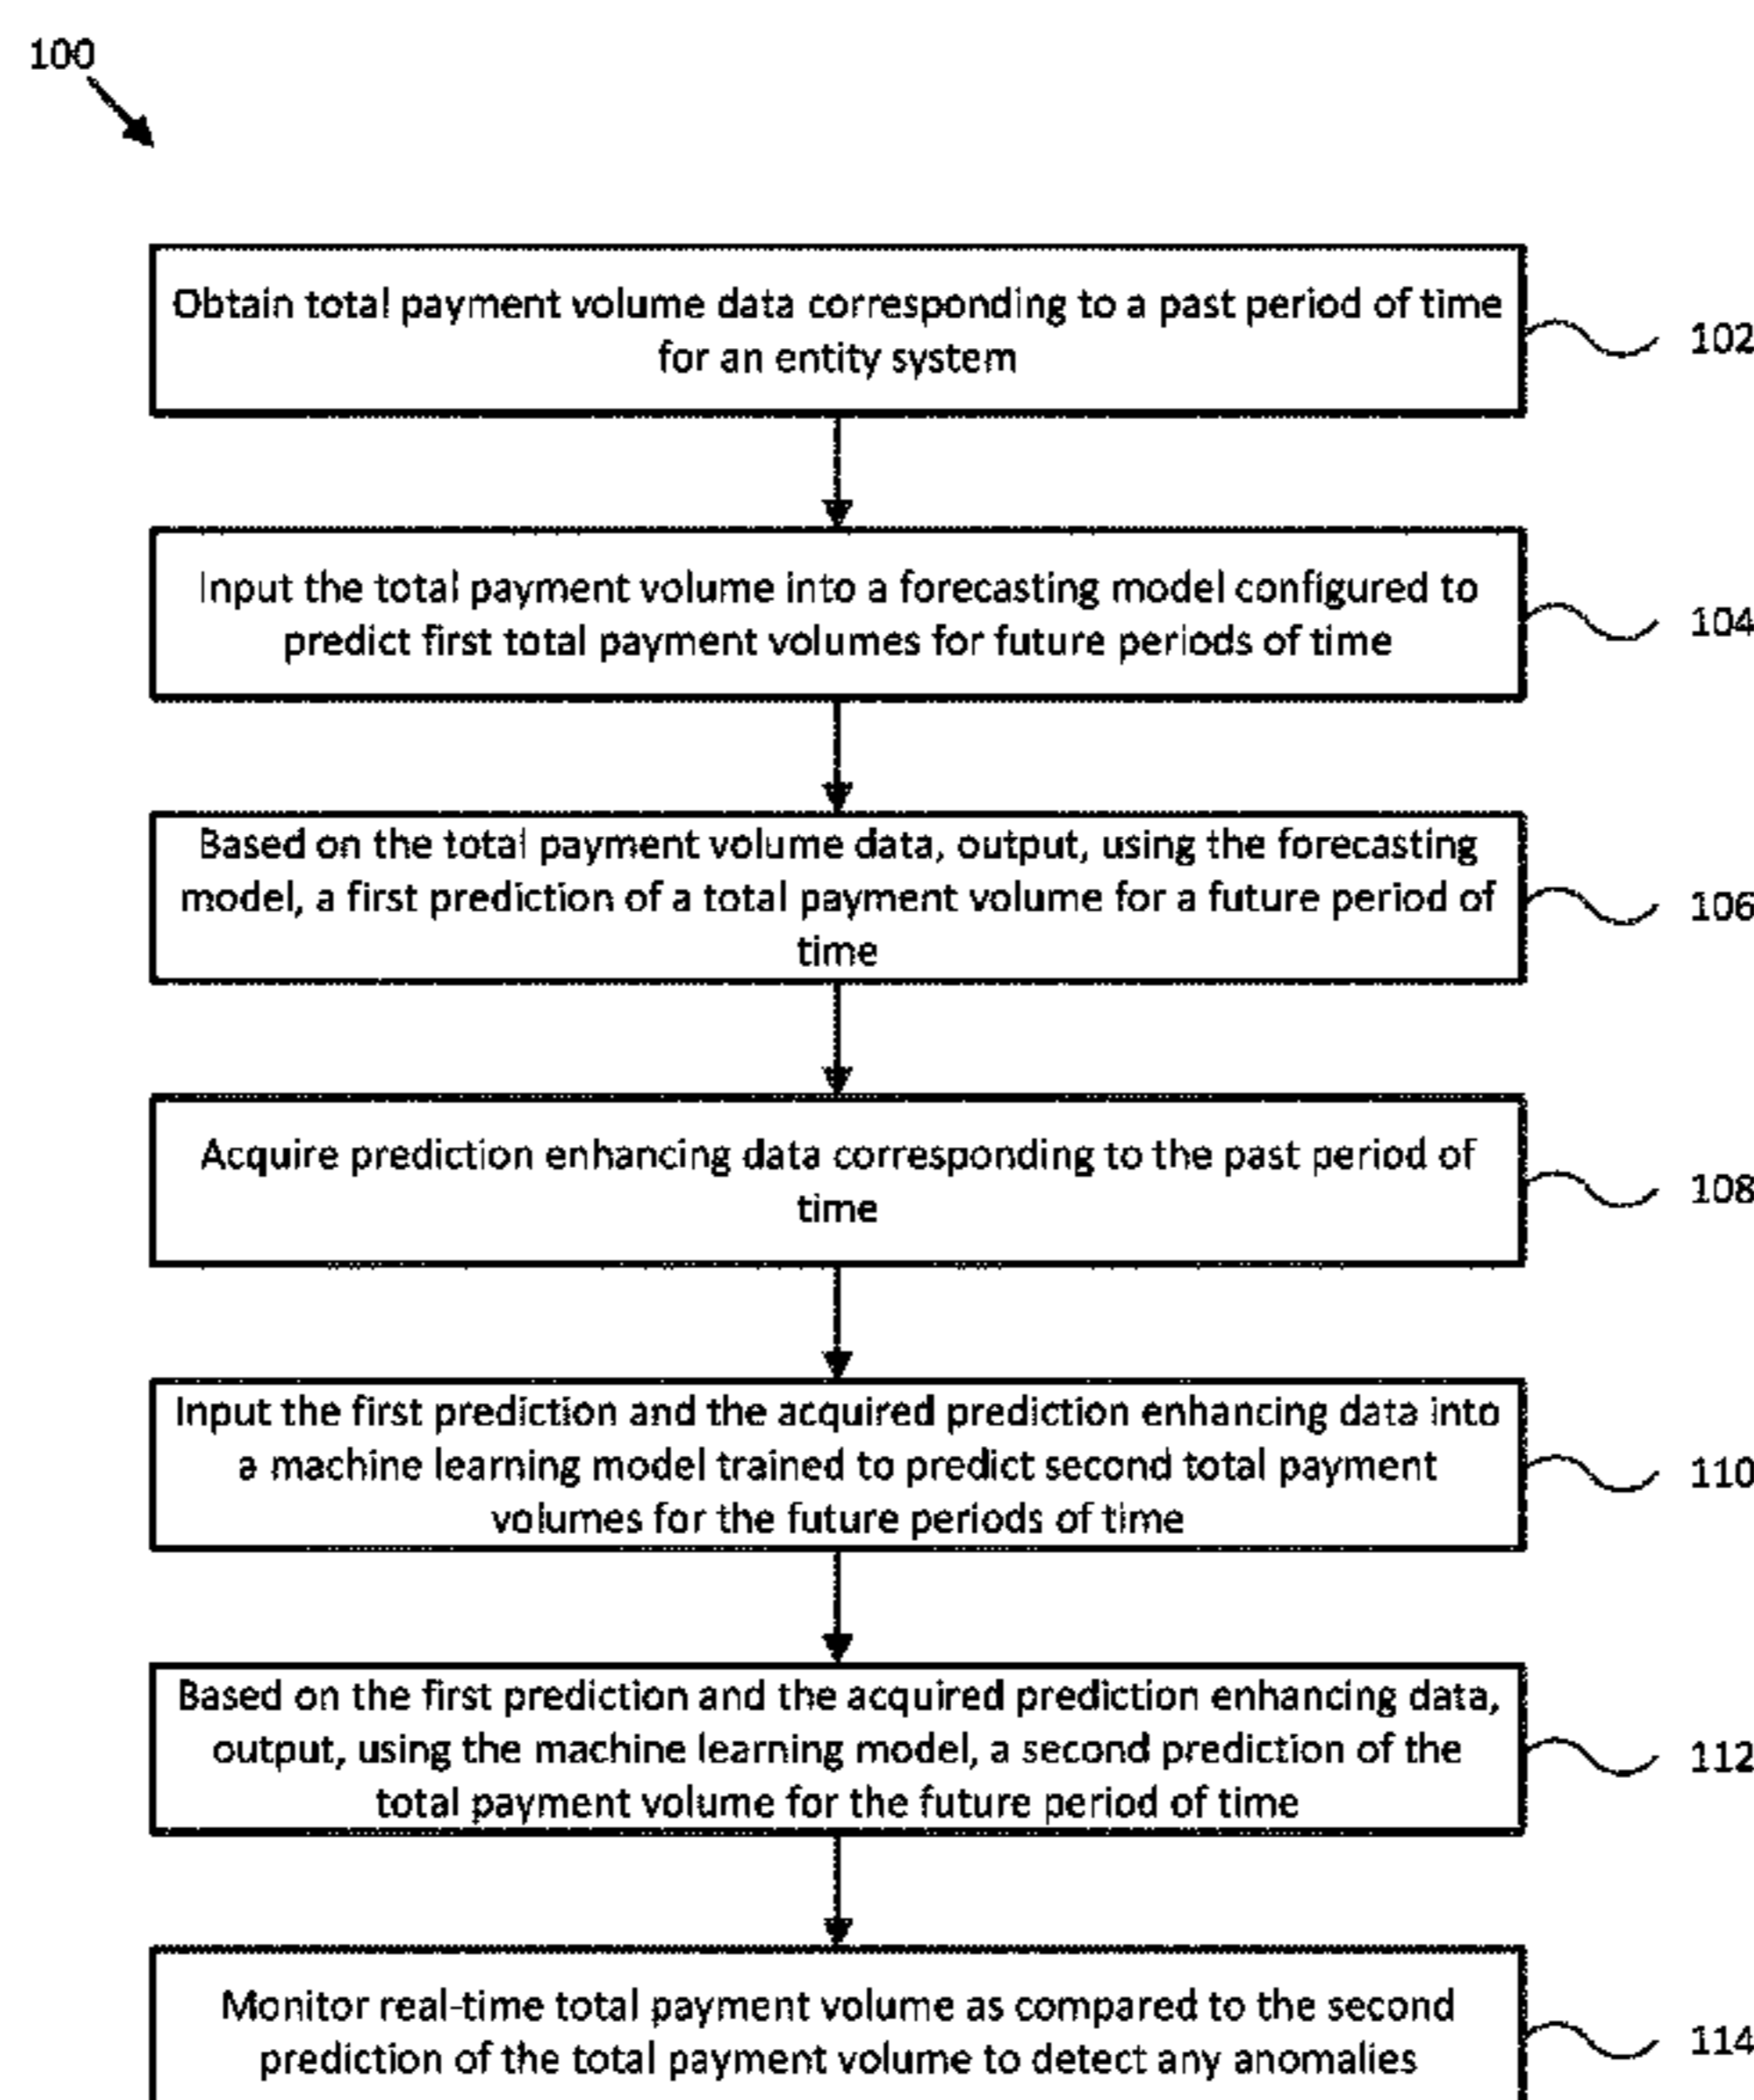 100
Obtain total payment volume data corresponding to a past period of time
for an entity system
102
Input the total payment volume into a forecasting model configured to
predict first total payment volumes for future periods of time
104
Based on the total payment volume data, output, using the forecasting
model, a first prediction of a total payment volume for a future period of
time
106
Acquire prediction enhancing data corresponding to the past period of
time
108
Input the first prediction and the acquired prediction enhancing data into
a machine learning model trained to predict second total payment
volumes for the future periods of time
110
Based on the first prediction and the acquired prediction enhancing data,
output, using the machine learning model, a second prediction of the
total payment volume for the future period of time
112
Monitor real-time total payment volume as compared to the second
prediction of the total payment volume to detect any anomalies
114